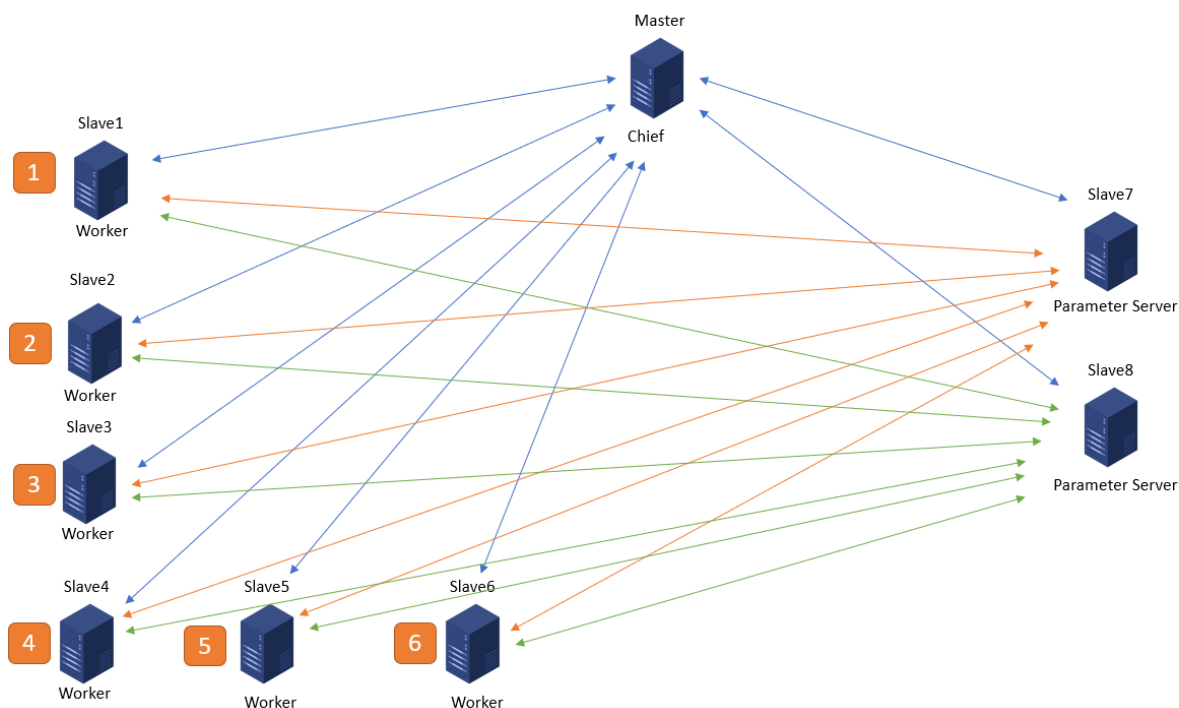 Master
Chief
Slave1
1
Worker
Slave7
Parameter Server
Slave2
2
Worker
Slave8
Parameter Server
Slave3
3
Worker
Slave4
4
Worker
Slave5
5
Worker
Slave6
6
Worker